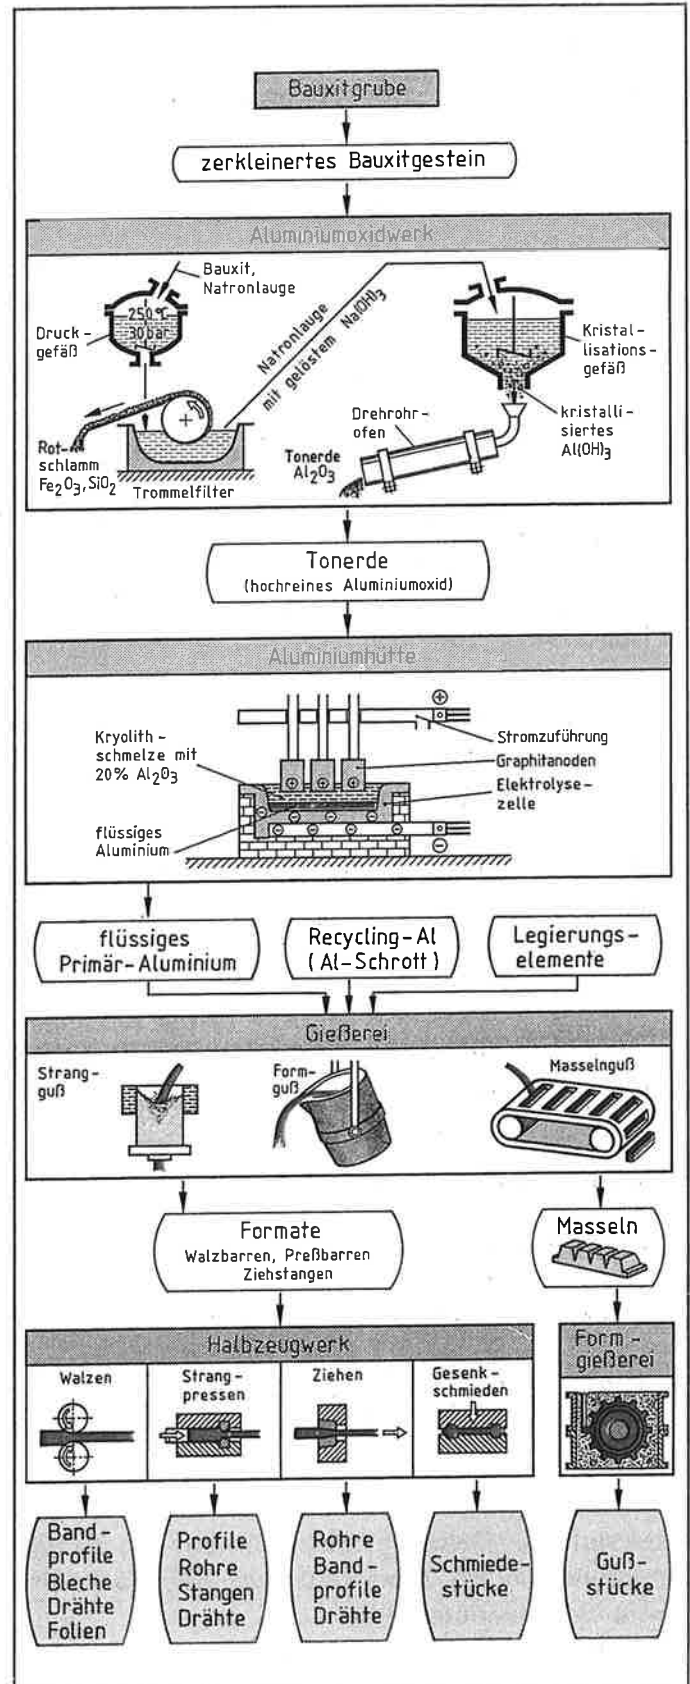 Bauxitgrube
zerkleinertes Bauxitgestein
Aluminiumoxidwerk
Bauxit,
Natronlauge
250 °C
30 bar
Druck-
gefäß
Rot-
schlamm
Fe₂O₃, SiO₂
Trommelfilter
Natronlauge
mit gelöstem Na(OH)₃
Kristal-
lisations-
gefäß
kristalli-
siertes
Al(OH)₃
Drehrohr-
ofen
Tonerde
Al₂O₃
Tonerde
(hochreines Aluminiumoxid)
Aluminiumhütte
Kryolith-
schmelze mit
20% Al₂O₃
flüssiges
Aluminium
+
Stromzuführung
Graphitanoden
Elektrolyse-
zelle
+ + +
− − −
− − − −
−
flüssiges
Primär-Aluminium
Recycling-Al
(Al-Schrott)
Legierungs-
elemente
Gießerei
Strang-
guß
Form-
guß
Masselnguß
Formate
Walzbarren, Preßbarren
Ziehstangen
Masseln
Halbzeugwerk
Walzen
Strang-
pressen
Ziehen
Gesenk-
schmieden
Form-
gießerei
Band-
profile
Bleche
Drähte
Folien
Profile
Rohre
Stangen
Drähte
Rohre
Band-
profile
Drähte
Schmiede-
stücke
Guß-
stücke